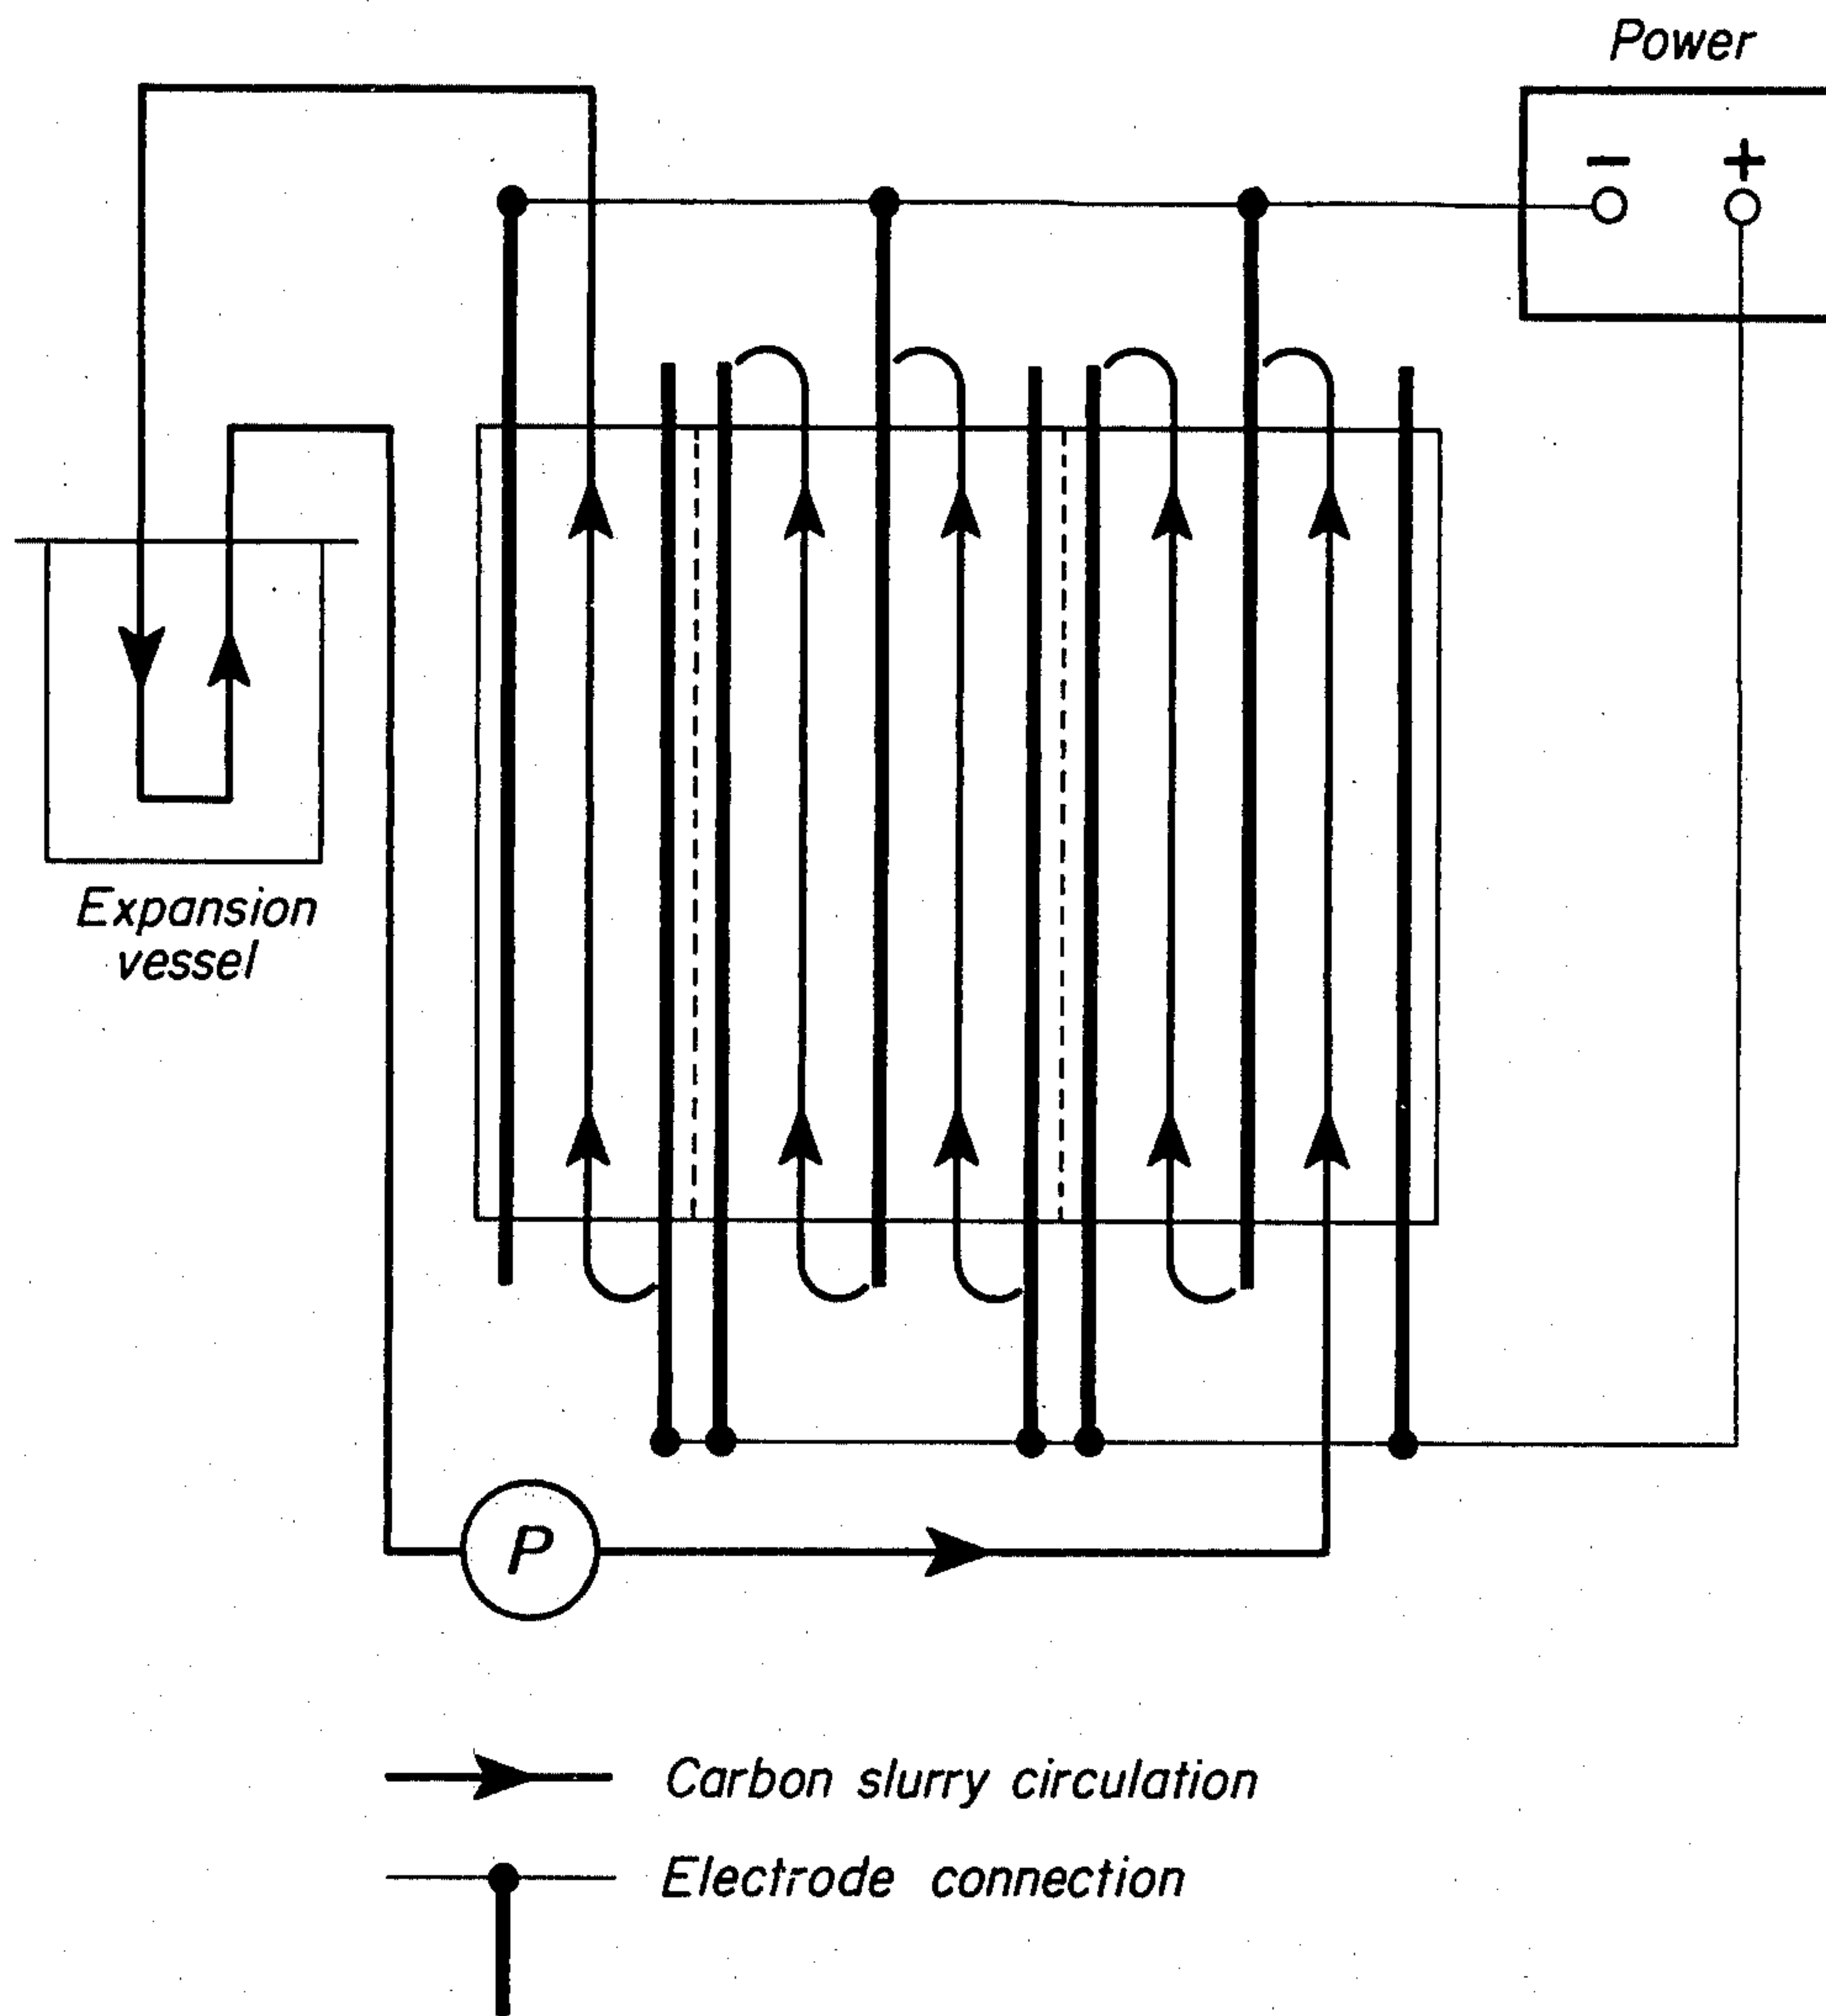 Power
− +
Expansion
vessel
P
Carbon slurry circulation
Electrode connection